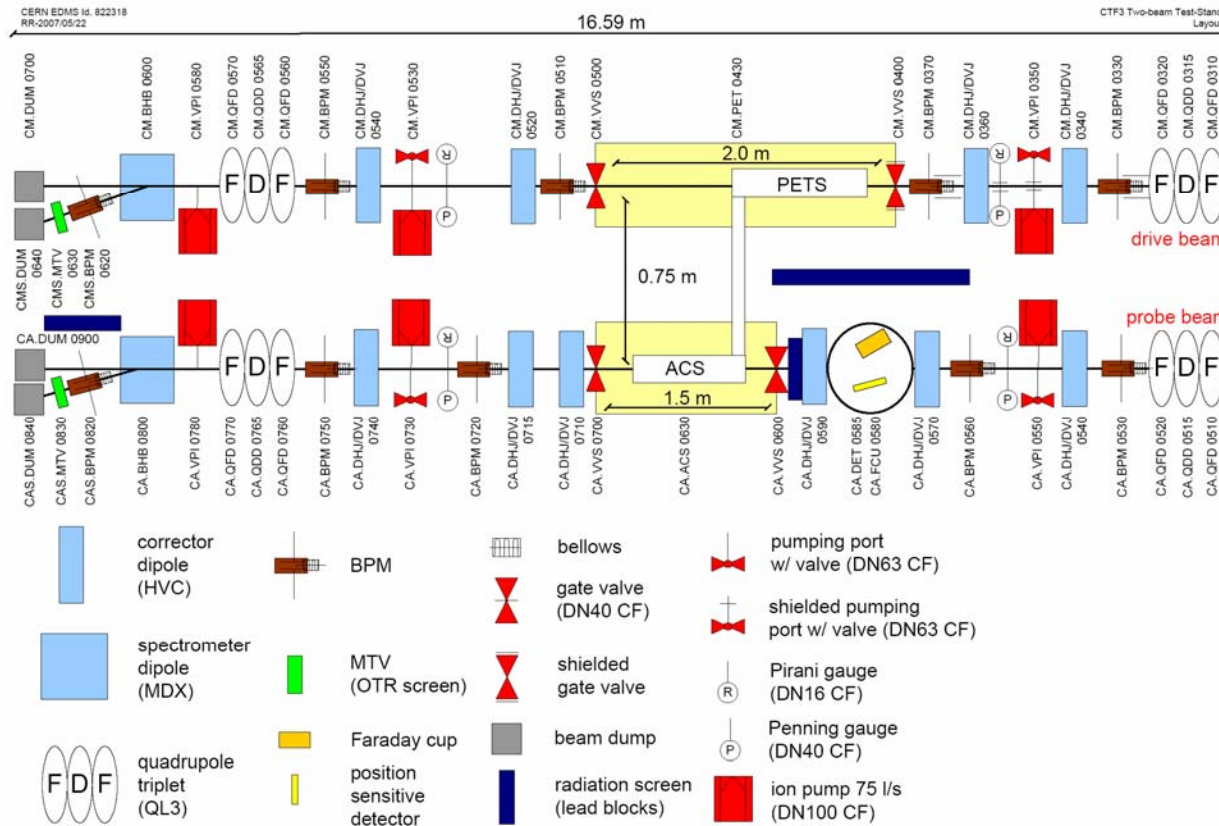 CERN EDMS Id. 822318
RR-2007/05/22
16.59 m
CTF3 Two-beam Test-Stand
Layou
CM.DUM 0700
CM.BHB 0600
CM.VPI 0580
CM.QFD 0570
CM.QDD 0565
CM.QFD 0560
CM.BPM 0550
CM.DHJ/DVJ
0540
CM.VPI 0530
CM.DHJ/DVJ
0520
CM.BPM 0510
CM.VVS 0500
CM.PET 0430
CM.VVS 0400
CM.BPM 0370
CM.DHJ/DVJ
0360
CM.VPI 0350
CM.DHJ/DVJ
0340
CM.BPM 0330
CM.QFD 0320
CM.QDD 0315
CM.QFD 0310
2.0 m
F D F
R
P
PETS
R
P
F D F
drive beam
CMS.DUM
0640
CMS.MTV
0630
CMS.BPM
0620
0.75 m
probe beam
CA.DUM 0900
F D F
R
P
ACS
1.5 m
R
P
F D F
CAS.DUM 0840
CAS.MTV 0830
CAS.BPM 0820
CA.BHB 0800
CA.VPI 0780
CA.QFD 0770
CA.QDD 0765
CA.QFD 0760
CA.BPM 0750
CA.DHJ/DVJ
0740
CA.VPI 0730
CA.BPM 0720
CA.DHJ/DVJ
0715
CA.DHJ/DVJ
0710
CA.VVS 0700
CA.ACS 0630
CA.VVS 0600
CA.DHJ/DVJ
0590
CA.DET 0585
CA.FCU 0580
CA.DHJ/DVJ
0570
CA.BPM 0560
CA.VPI 0550
CM.DHJ/DVJ
0540
CA.BPM 0530
CA.QFD 0520
CA.QDD 0515
CA.QFD 0510
corrector
dipole
(HVC)
spectrometer
dipole
(MDX)
F D F
quadrupole
triplet
(QL3)
BPM
MTV
(OTR screen)
Faraday cup
position
sensitive
detector
bellows
gate valve
(DN40 CF)
shielded
gate valve
beam dump
radiation screen
(lead blocks)
pumping port
w/ valve (DN63 CF)
shielded pumping
port w/ valve (DN63 CF)
R
Pirani gauge
(DN16 CF)
P
Penning gauge
(DN40 CF)
ion pump 75 l/s
(DN100 CF)